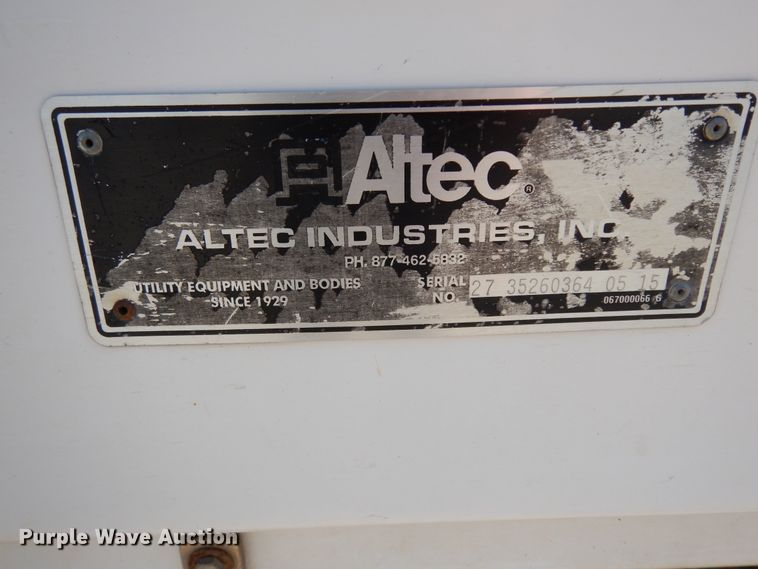 Altec®
ALTEC INDUSTRIES, INC
PH. 877-462-5832
UTILITY EQUIPMENT AND BODIES
SINCE 1929
SERIAL
NO.
27 35260364 05 15
067000066 G
Purple Wave Auction